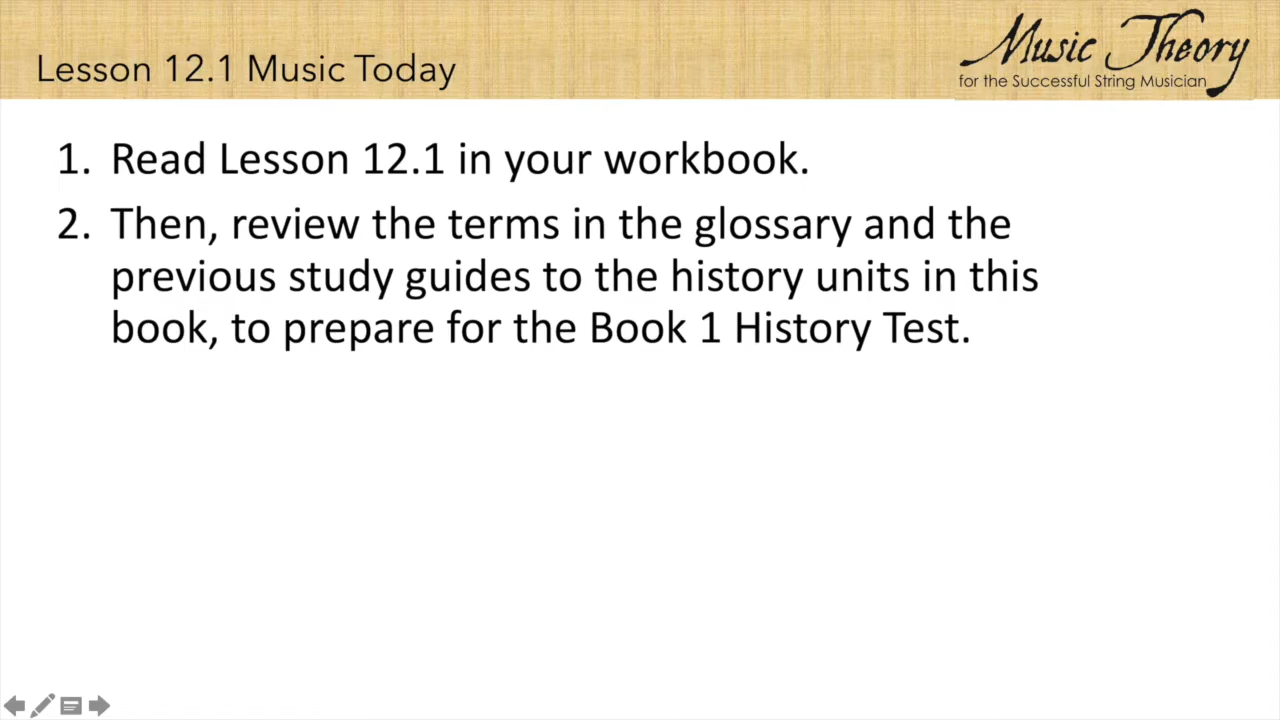 Lesson 12.1 Music Today
Music Theory
for the Successful String Musician
1. Read Lesson 12.1 in your workbook.
2. Then, review the terms in the glossary and the
previous study guides to the history units in this
book, to prepare for the Book 1 History Test.